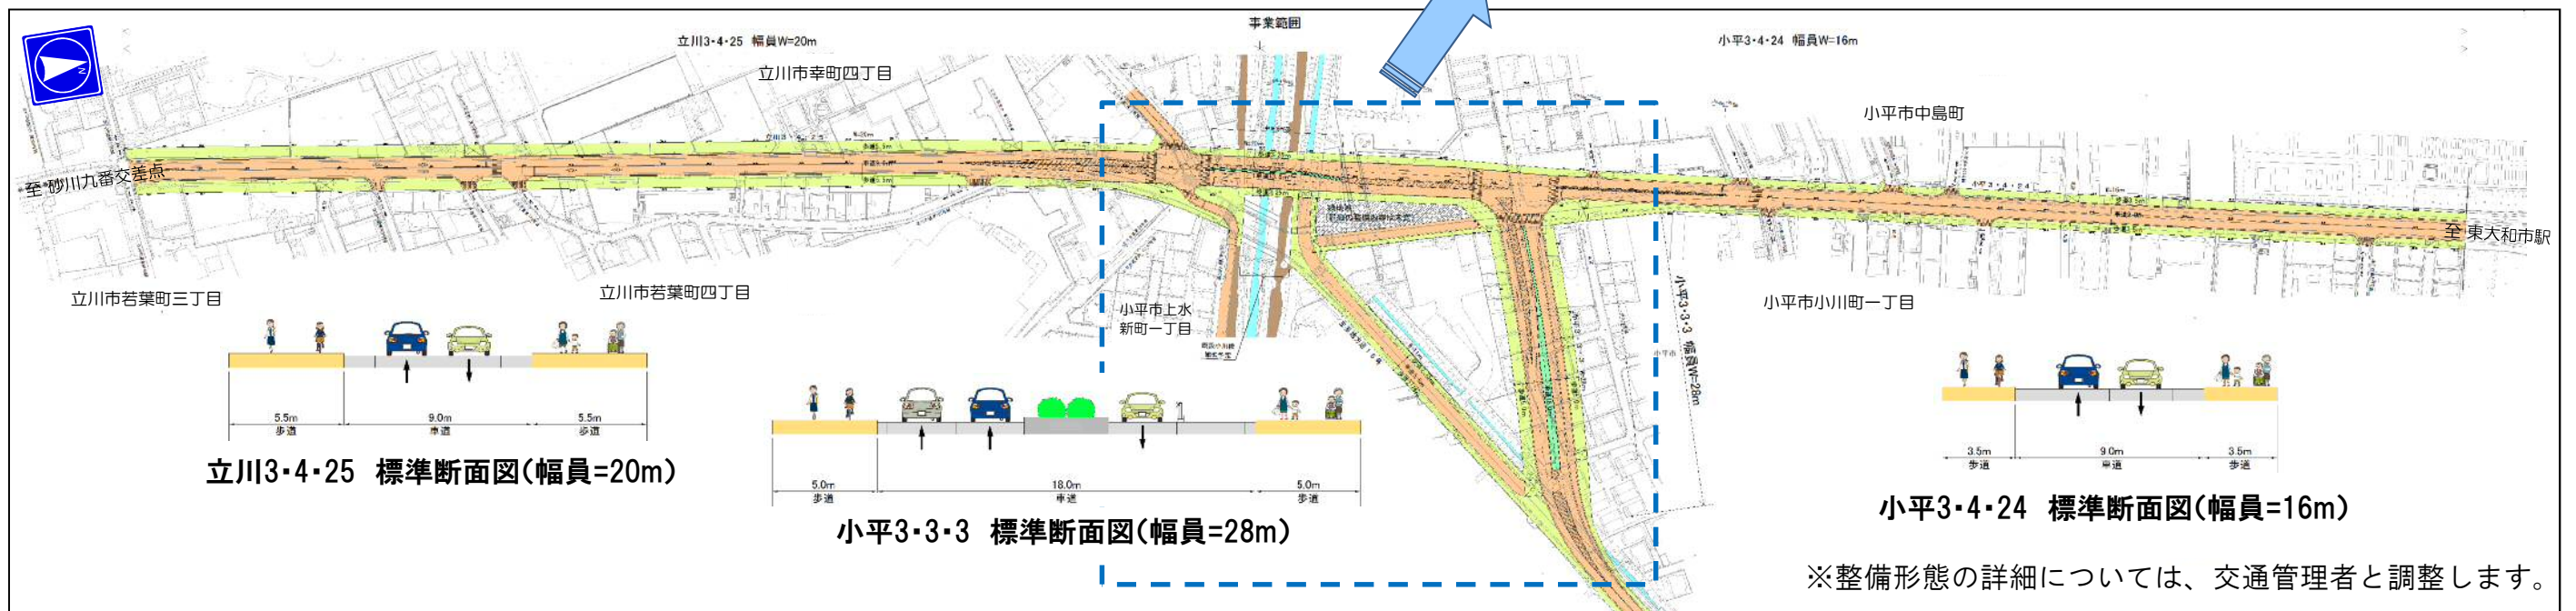 事業範囲
立川3・4・25 幅員W=20m
小平3・4・24 幅員W=16m
立川市幸町四丁目
小平市中島町
至 砂川九番交差点
至 東大和市駅
立川市若葉町三丁目
立川市若葉町四丁目
小平市上水
新町一丁目
小平市小川町一丁目
小平3・3・3 幅員W=28m
5.5m
歩道
9.0m
車道
5.5m
歩道
立川3・4・25 標準断面図(幅員=20m)
5.0m
歩道
18.0m
車道
5.0m
歩道
小平3・3・3 標準断面図(幅員=28m)
3.5m
歩道
9.0m
車道
3.5m
歩道
小平3・4・24 標準断面図(幅員=16m)
※整備形態の詳細については、交通管理者と調整します。